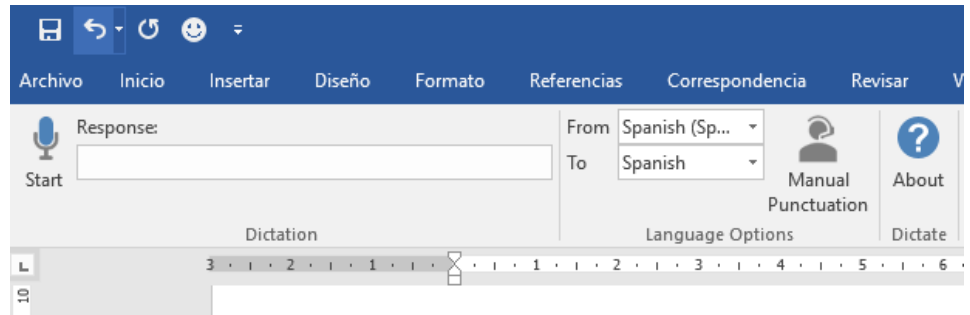 Archivo Inicio Insertar Diseño Formato Referencias Correspondencia Revisar V
Response:
Start
From Spanish (Sp...
To Spanish
Manual
Punctuation
About
Dictation Language Options Dictate
3 2 1 1 2 3 4 5 6
10